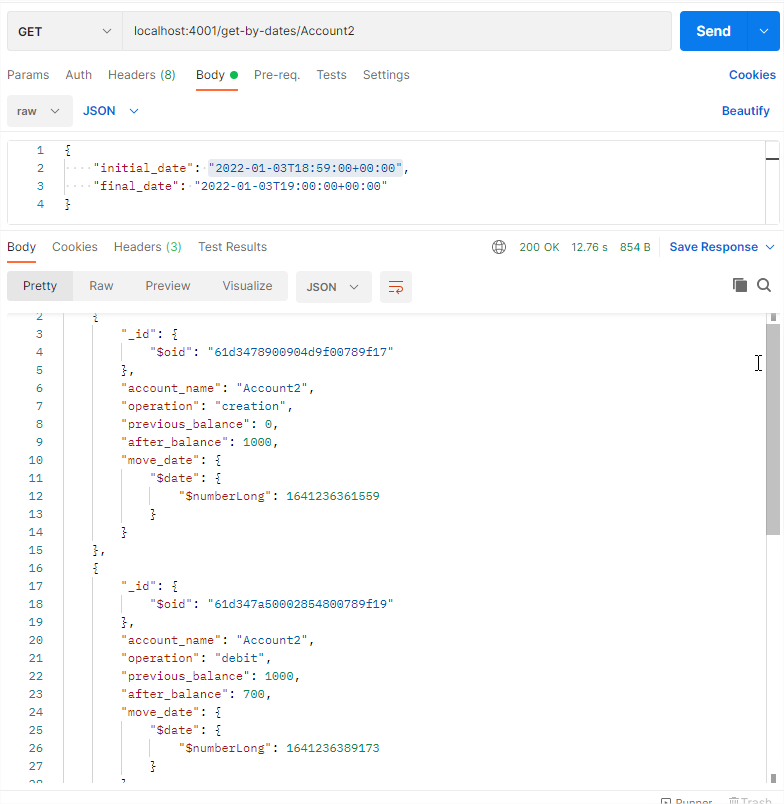 GET localhost:4001/get-by-dates/Account2 Send
Params Auth Headers (8) Body Pre-req. Tests Settings Cookies
raw JSON Beautify
1 {
2 "initial_date": "2022-01-03T18:59:00+00:00",
3 "final_date": "2022-01-03T19:00:00+00:00"
4 }
Body Cookies Headers (3) Test Results 200 OK 12.76 s 854 B Save Response
Pretty Raw Preview Visualize JSON
2 {
3 "_id": {
4 "$oid": "61d3478900904d9f00789f17"
5 },
6 "account_name": "Account2",
7 "operation": "creation",
8 "previous_balance": 0,
9 "after_balance": 1000,
10 "move_date": {
11 "$date": {
12 "$numberLong": 1641236361559
13 }
14 }
15 },
16 {
17 "_id": {
18 "$oid": "61d347a50002854800789f19"
19 },
20 "account_name": "Account2",
21 "operation": "debit",
22 "previous_balance": 1000,
23 "after_balance": 700,
24 "move_date": {
25 "$date": {
26 "$numberLong": 1641236389173
27 }
28 }
Runner Trash